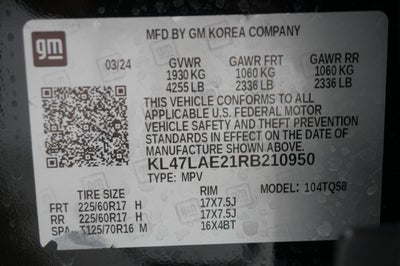 gm
MFD BY GM KOREA COMPANY
03/24 GVWR GAWR FRT GAWR RR
1930 KG 1060 KG 1060 KG
4255 LB 2336 LB 2336 LB
THIS VEHICLE CONFORMS TO ALL
APPLICABLE U.S. FEDERAL MOTOR
VEHICLE SAFETY AND THEFT PREVENTION
STANDARDS IN EFFECT ON THE DATE OF
MANUFACTURE SHOWN ABOVE.
KL47LAE21RB210950
TYPE: MPV MODEL: 104TQ58
TIRE SIZE RIM
FRT 225/60R17 H 17X7.5J
RR 225/60R17 H 17X7.5J
SPA T125/70R16 M 16X4BT